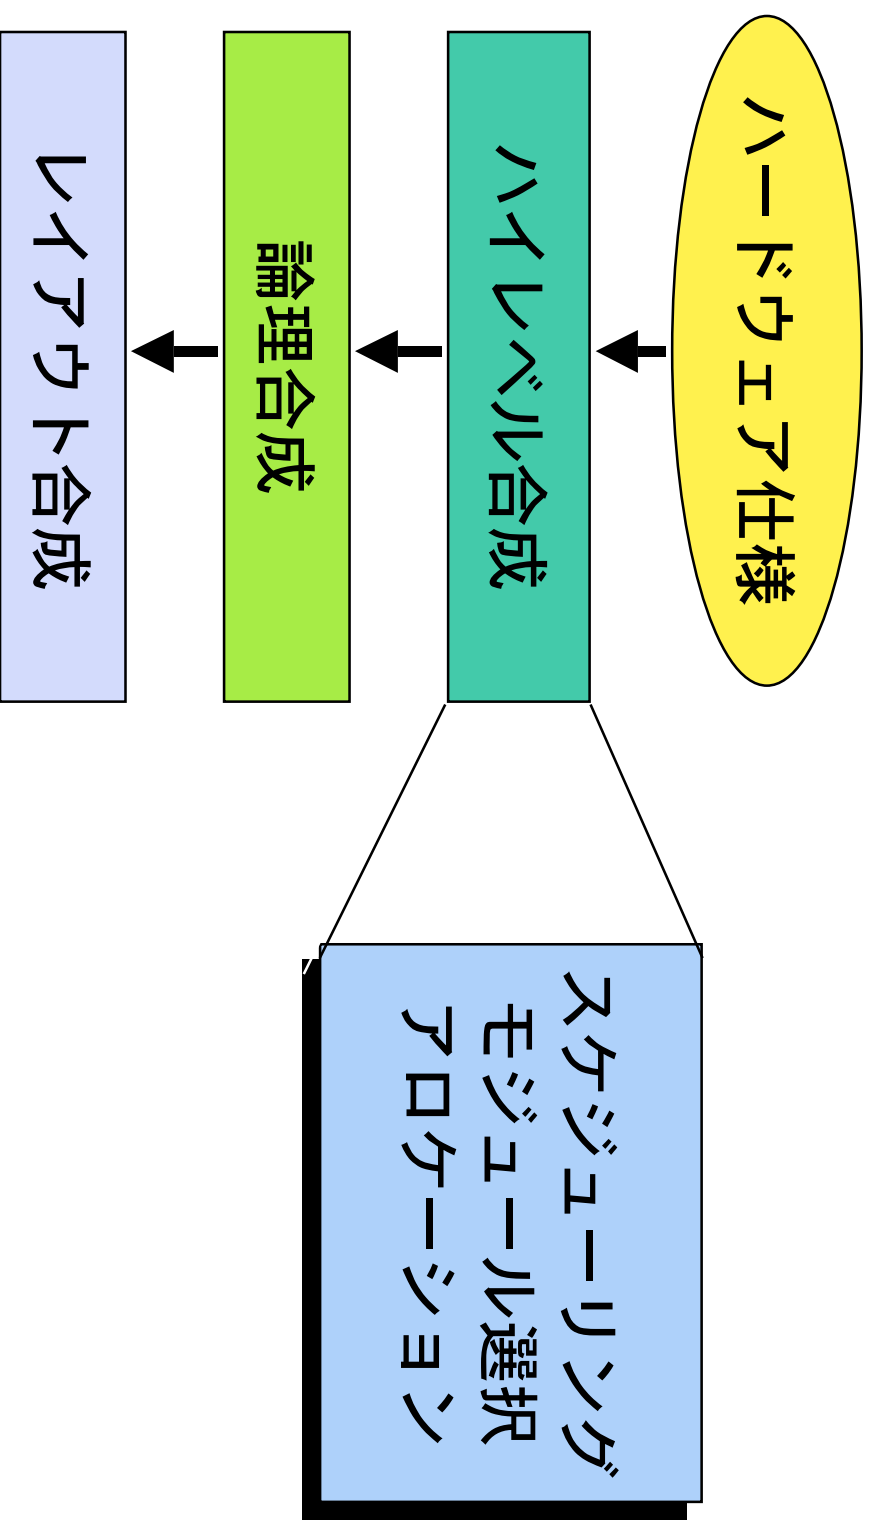 ハードウェア仕様
ハイレベル合成
論理合成
レイアウト合成
スケジューリング
モジュール選択
アロケーション